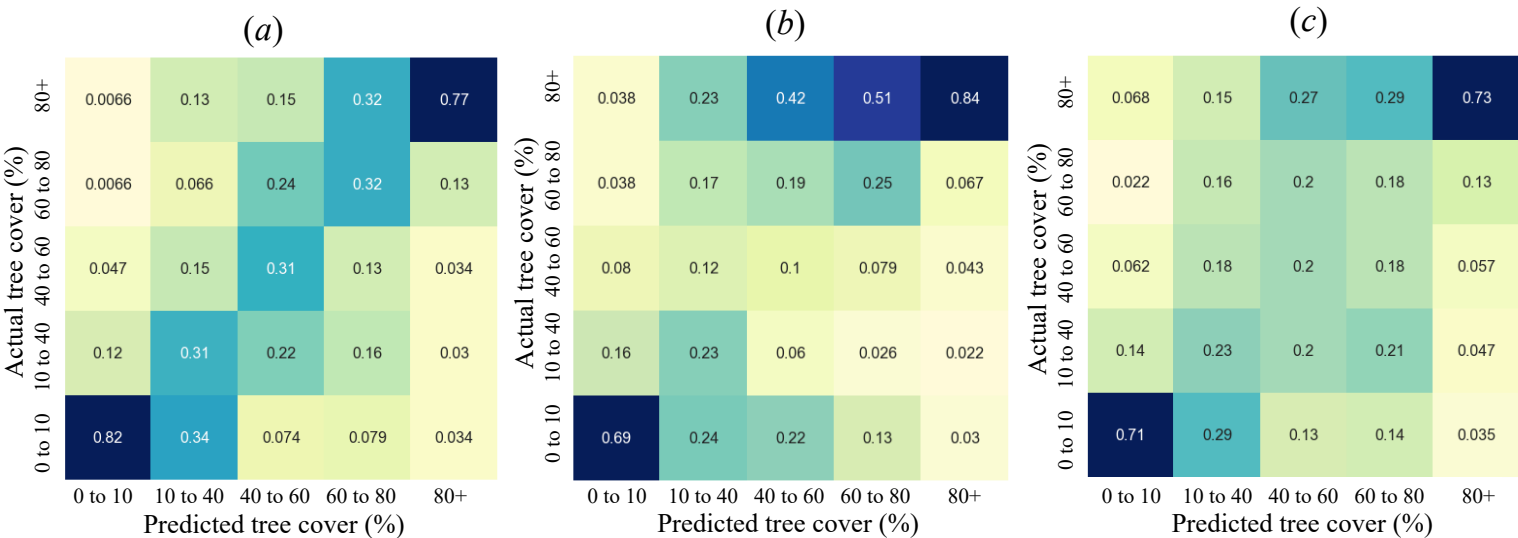 (a)
Actual tree cover (%)
80+
0.0066 0.13 0.15 0.32 0.77
60 to 80
0.0066 0.066 0.24 0.32 0.13
40 to 60
0.047 0.15 0.31 0.13 0.034
10 to 40
0.12 0.31 0.22 0.16 0.03
0 to 10
0.82 0.34 0.074 0.079 0.034
0 to 10 10 to 40 40 to 60 60 to 80 80+
Predicted tree cover (%)
(b)
Actual tree cover (%)
80+
0.038 0.23 0.42 0.51 0.84
60 to 80
0.038 0.17 0.19 0.25 0.067
40 to 60
0.08 0.12 0.1 0.079 0.043
10 to 40
0.16 0.23 0.06 0.026 0.022
0 to 10
0.69 0.24 0.22 0.13 0.03
0 to 10 10 to 40 40 to 60 60 to 80 80+
Predicted tree cover (%)
(c)
Actual tree cover (%)
80+
0.068 0.15 0.27 0.29 0.73
60 to 80
0.022 0.16 0.2 0.18 0.13
40 to 60
0.062 0.18 0.2 0.18 0.057
10 to 40
0.14 0.23 0.2 0.21 0.047
0 to 10
0.71 0.29 0.13 0.14 0.035
0 to 10 10 to 40 40 to 60 60 to 80 80+
Predicted tree cover (%)